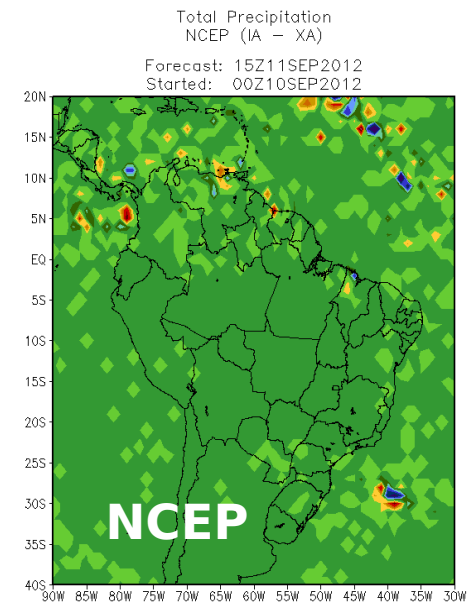 Total Precipitation
NCEP (IA – XA)
Forecast: 15Z11SEP2012
Started: 00Z10SEP2012
20N
15N
10N
5N
EQ
5S
10S
15S
20S
25S
30S
35S
40S
NCEP
90W 85W 80W 75W 70W 65W 60W 55W 50W 45W 40W 35W 30W